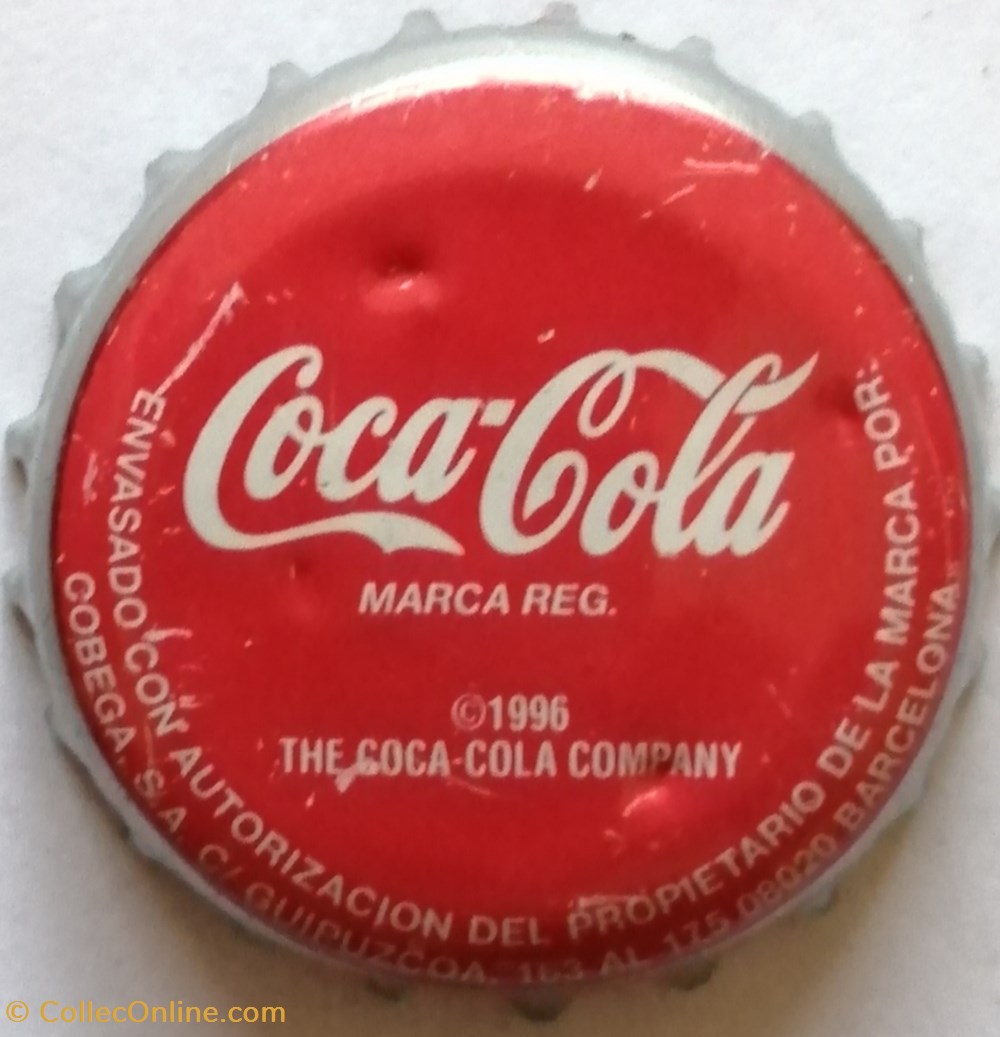 Coca-Cola
MARCA REG.
©1996
THE COCA-COLA COMPANY
ENVASADO CON AUTORIZACION DEL PROPIETARIO DE LA MARCA POR:
COBEGA, S.A. C/ GUIPUZCOA, 163 AL 175 08020 BARCELONA
© CollecOnline.com